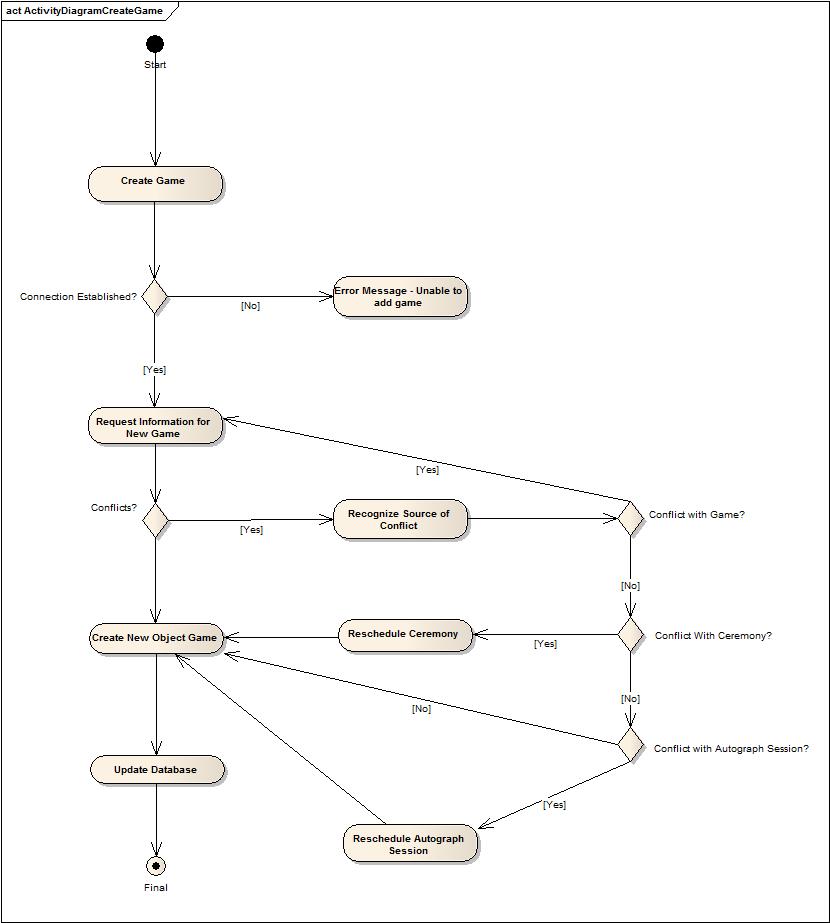 act ActivityDiagramCreateGame
Start
Create Game
Connection Established?
[No]
Error Message - Unable to
add game
[Yes]
Request Information for
New Game
[Yes]
Conflicts?
[Yes]
Recognize Source of
Conflict
Conflict with Game?
[No]
Create New Object Game
Reschedule Ceremony
[Yes]
Conflict With Ceremony?
[No]
[No]
Conflict with Autograph Session?
Update Database
[Yes]
Reschedule Autograph
Session
Final